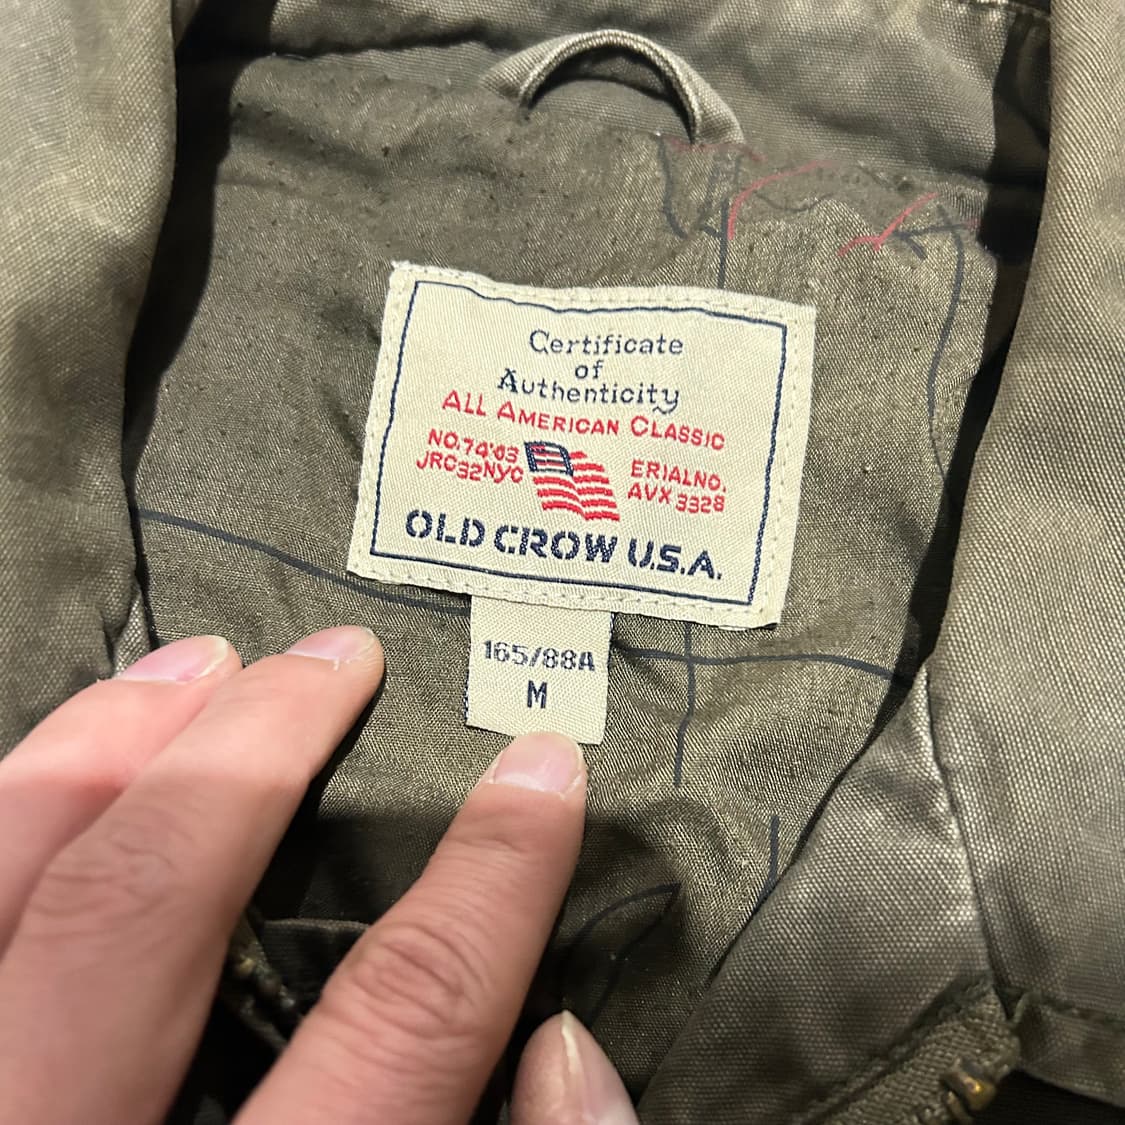 Certificate
of
Authenticity
ALL AMERICAN CLASSIC
NO.74'03
JRC32NYC
ERIALNO.
AVX 3328
OLD CROW U.S.A.
165/88A
M